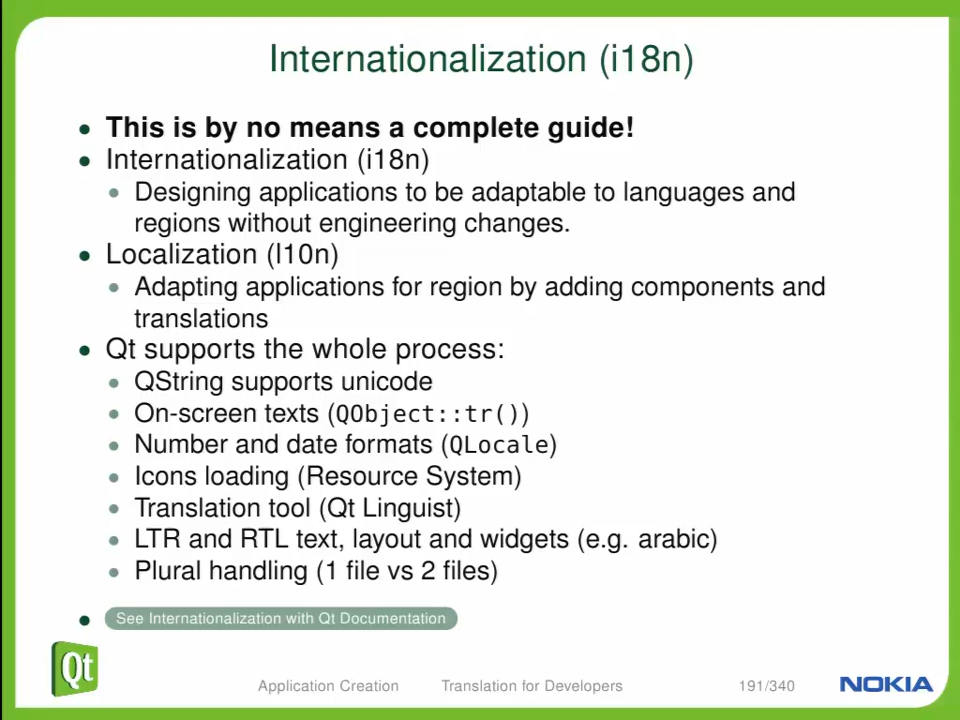 Internationalization (i18n)
• This is by no means a complete guide!
• Internationalization (i18n)
• Designing applications to be adaptable to languages and
regions without engineering changes.
• Localization (l10n)
• Adapting applications for region by adding components and
translations
• Qt supports the whole process:
• QString supports unicode
• On-screen texts (QObject::tr())
• Number and date formats (QLocale)
• Icons loading (Resource System)
• Translation tool (Qt Linguist)
• LTR and RTL text, layout and widgets (e.g. arabic)
• Plural handling (1 file vs 2 files)
• See Internationalization with Qt Documentation
Qt
Application Creation Translation for Developers 191/340 NOKIA